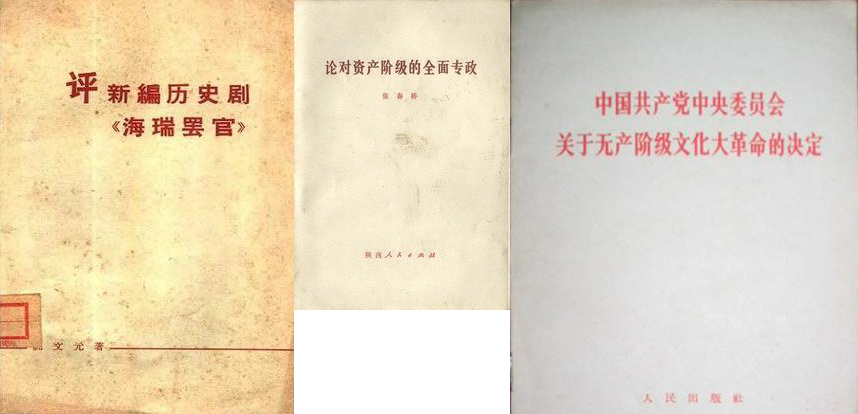 评新編历史剧
《海瑞罢官》
文元著
论对资产阶级的全面专政
张春桥
陕西人民出版社
中国共产党中央委员会
关于无产阶级文化大革命的决定
人民出版社